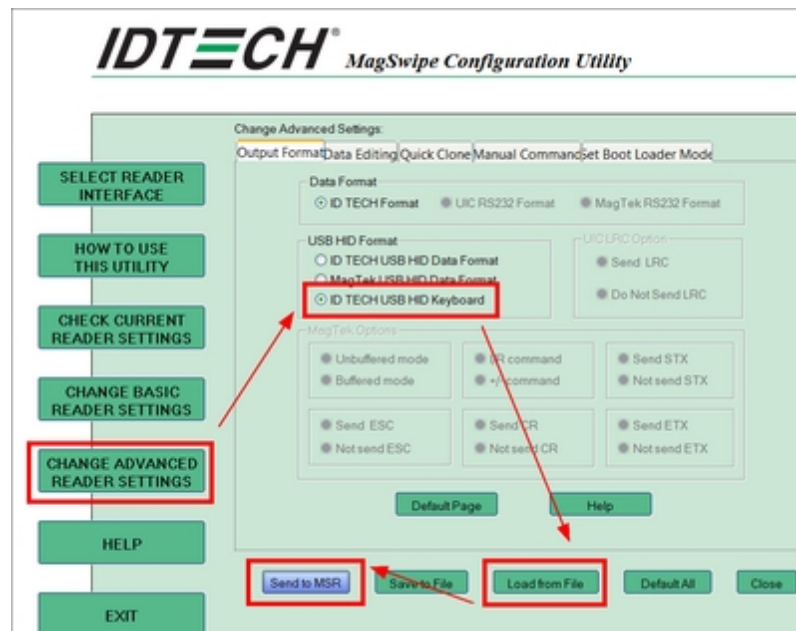 IDTECH®
MagSwipe Configuration Utility
Change Advanced Settings:
Output Format Data Editing Quick Clone Manual Command Set Boot Loader Mode
SELECT READER
INTERFACE
HOW TO USE
THIS UTILITY
CHECK CURRENT
READER SETTINGS
CHANGE BASIC
READER SETTINGS
CHANGE ADVANCED
READER SETTINGS
HELP
EXIT
Data Format
ID TECH Format UIC RS232 Format MagTek RS232 Format
USB HID Format
ID TECH USB HID Data Format
MagTek USB HID Data Format
ID TECH USB HID Keyboard
UIC LRC Option
Send LRC
Do Not Send LRC
MagTek Options
Unbuffered mode
Buffered mode
I/R command
+/- command
Send STX
Not send STX
Send ESC
Not send ESC
Send CR
Not send CR
Send ETX
Not send ETX
Default Page Help
Send to MSR Save to File Load from File Default All Close